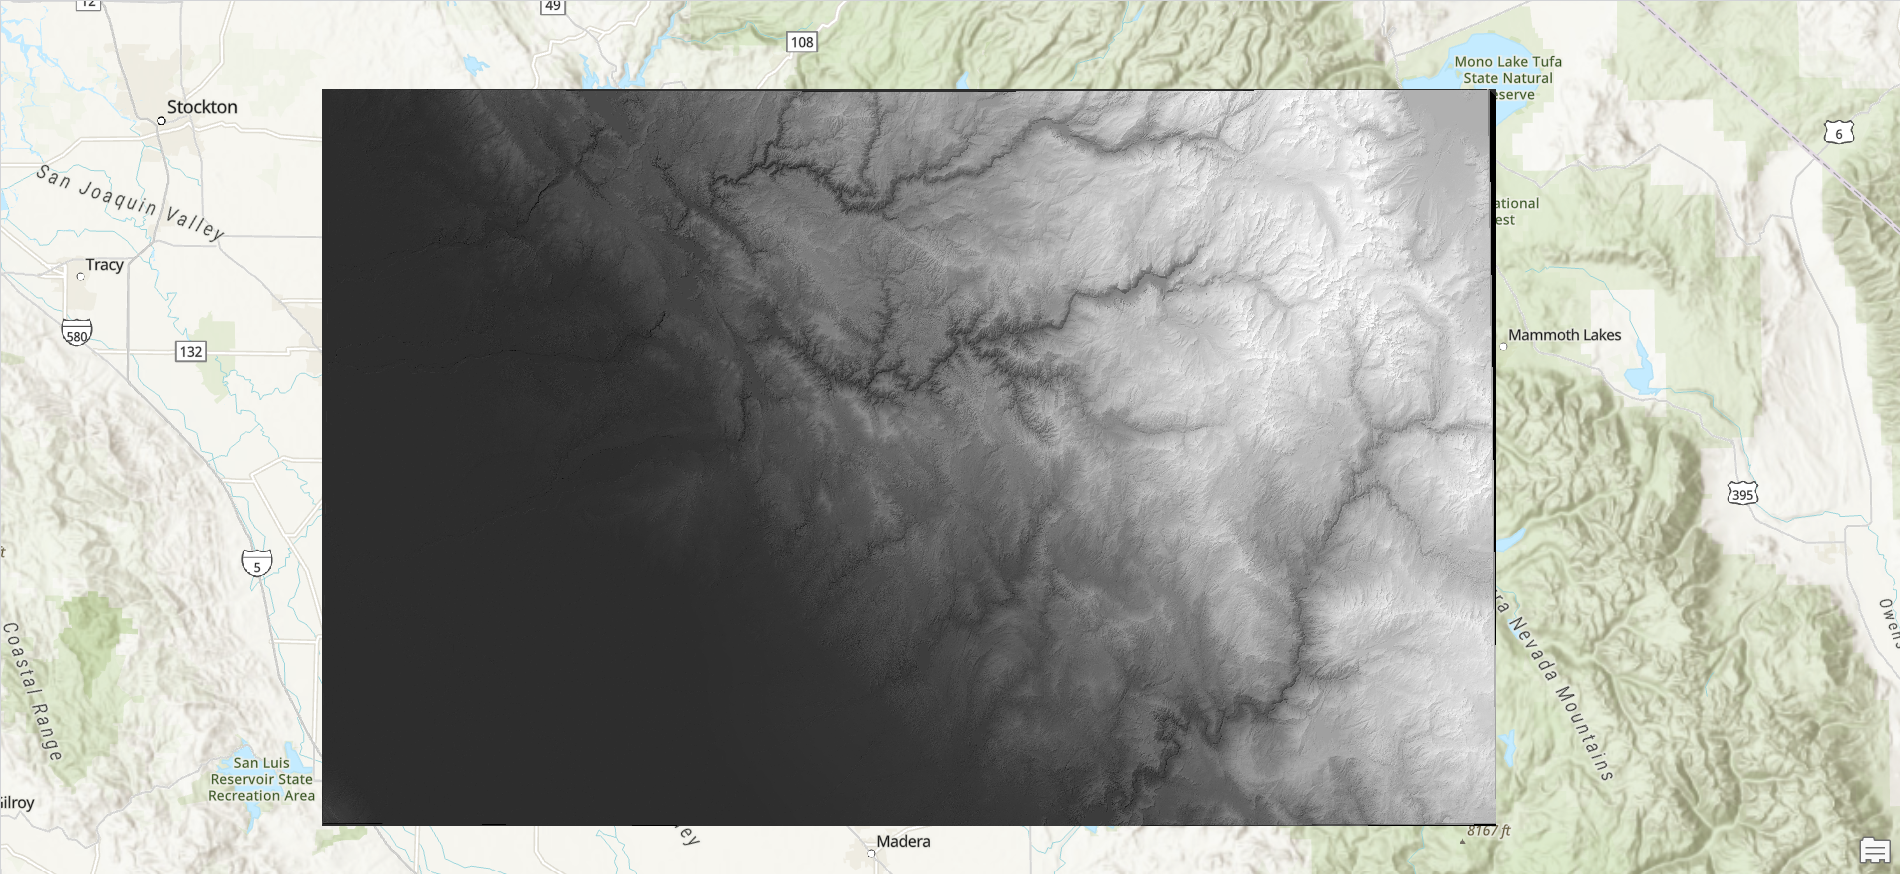 12
49
108
Mono Lake Tufa
State Natural
eserve
Stockton
6
San Joaquin Valley
ational
est
Tracy
580
132
Mammoth Lakes
395
5
Coastal Range
ra Nevada Mountains
Owens
San Luis
Reservoir State
Recreation Area
ilroy
8167 ft
ey
Madera